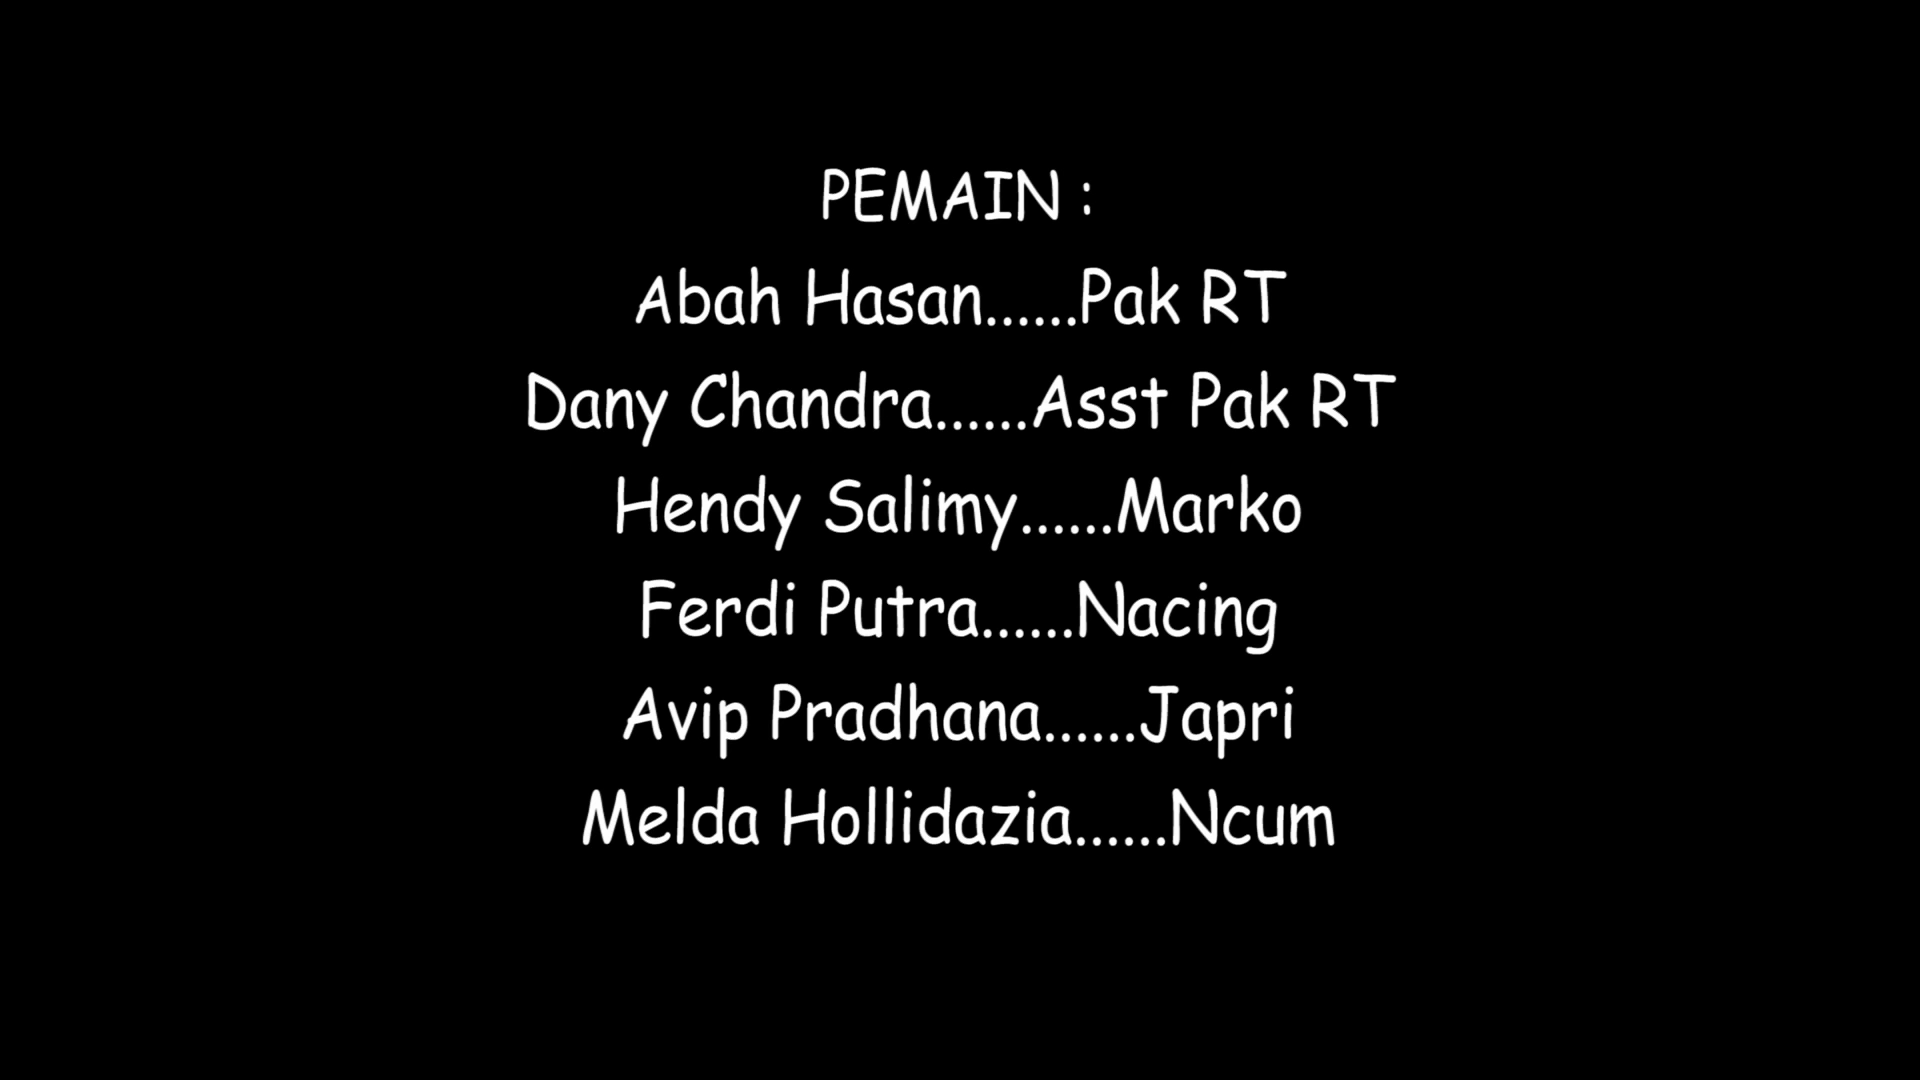 PEMAIN :
Abah Hasan......Pak RT
Dany Chandra......Asst Pak RT
Hendy Salimy......Marko
Ferdi Putra......Nacing
Avip Pradhana......Japri
Melda Hollidazia......Ncum